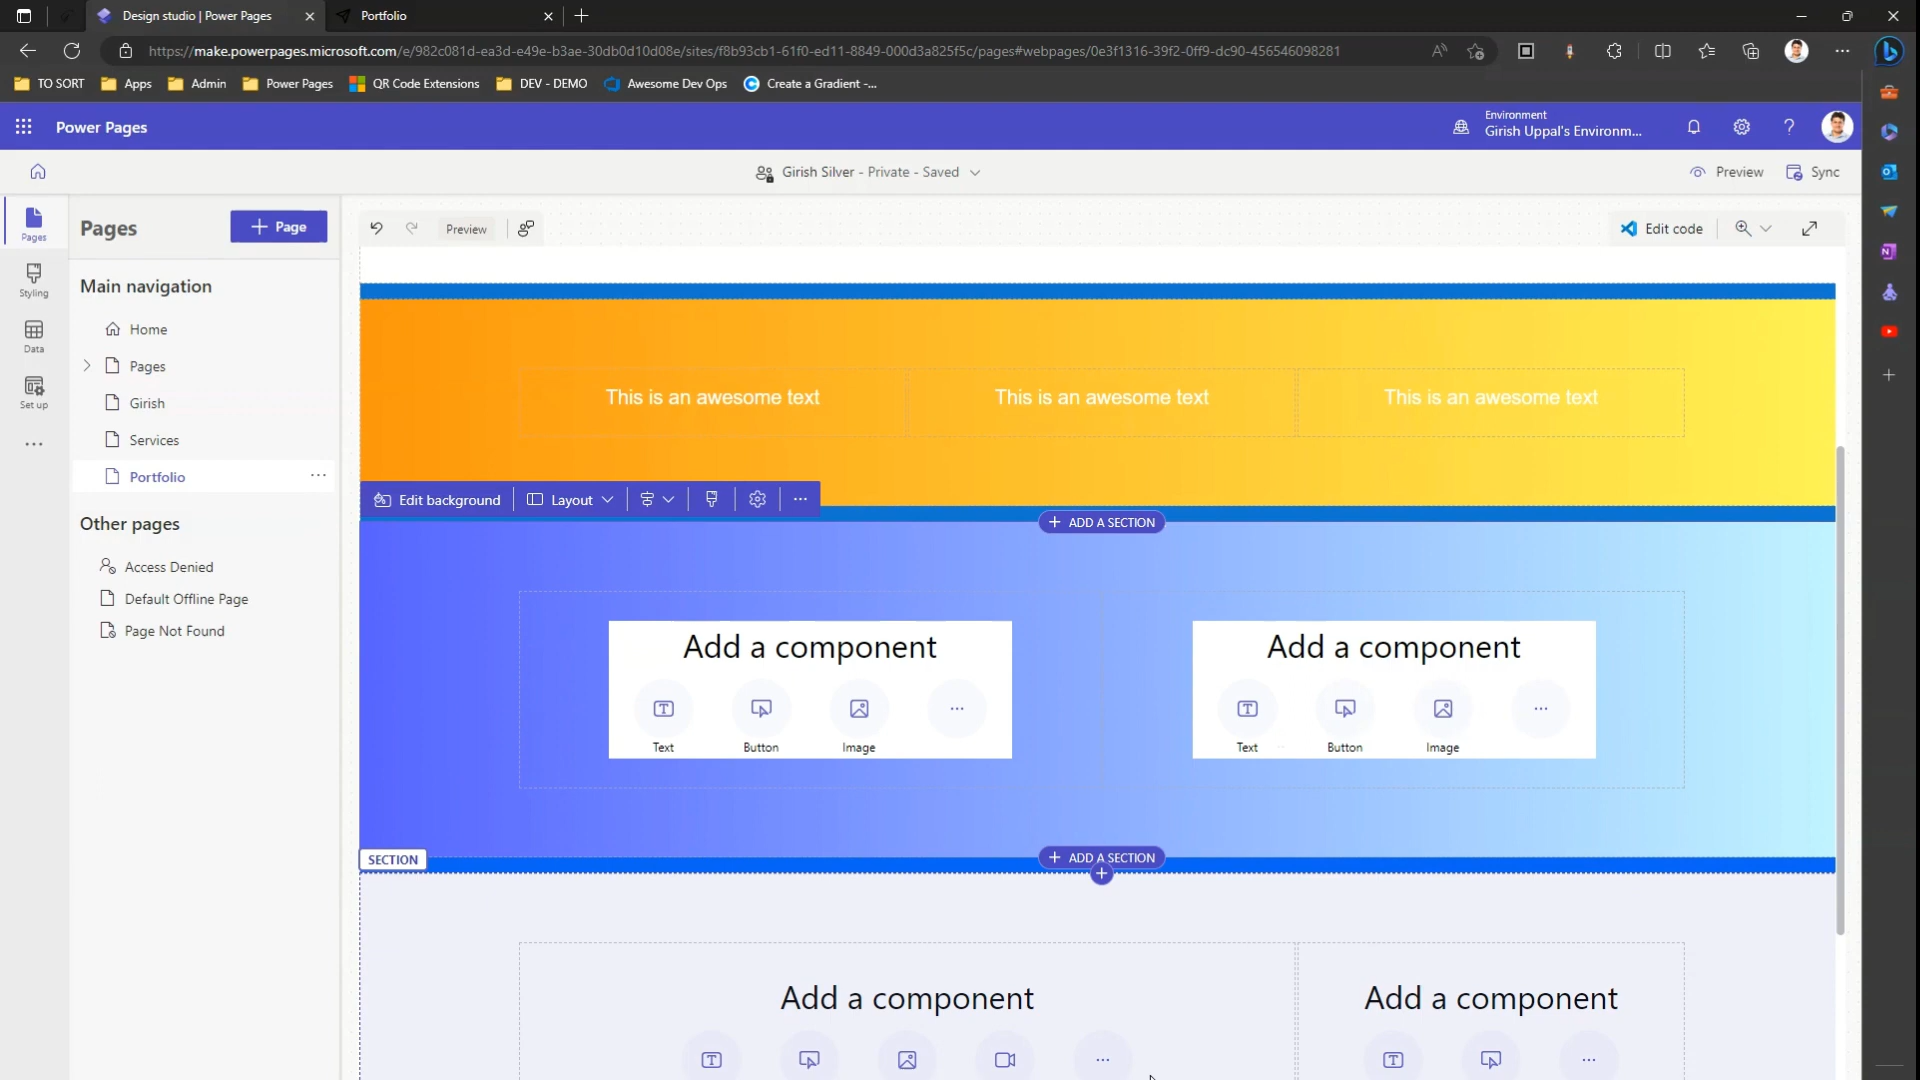 Design studio | Power Pages
Portfolio
https://make.powerpages.microsoft.com/e/982c081d-ea3d-e49e-b3ae-30db0d10d08e/sites/f8b93cb1-61f0-ed11-8849-000d3a825f5c/pages#webpages/0e3f1316-39f2-0ff9-dc90-456546098281
TO SORT
Apps
Admin
Power Pages
QR Code Extensions
DEV - DEMO
Awesome Dev Ops
Create a Gradient -...
Power Pages
Environment
Girish Uppal's Environm...
Girish Silver - Private - Saved
Preview
Sync
Pages
Styling
Data
Set up
Pages
Page
Main navigation
Home
Pages
Girish
Services
Portfolio
Other pages
Access Denied
Default Offline Page
Page Not Found
Preview
Edit code
This is an awesome text
This is an awesome text
This is an awesome text
Edit background
Layout
+ ADD A SECTION
Add a component
Text
Button
Image
Add a component
Text
Button
Image
SECTION
+ ADD A SECTION
Add a component
Add a component